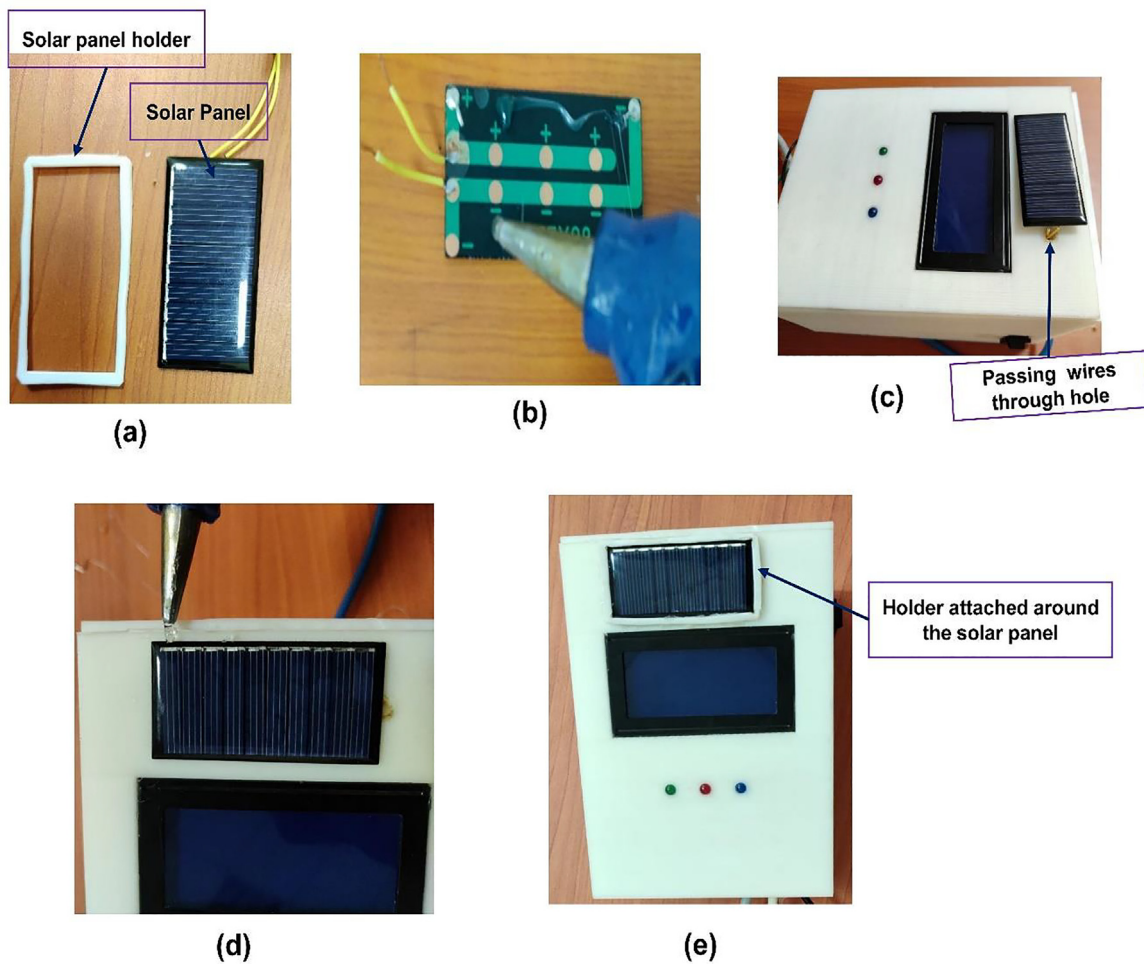 Solar panel holder
Solar Panel
(a)
+
+
+
+
-
-
-
-
-
(b)
Passing wires
through hole
(c)
(d)
Holder attached around
the solar panel
(e)